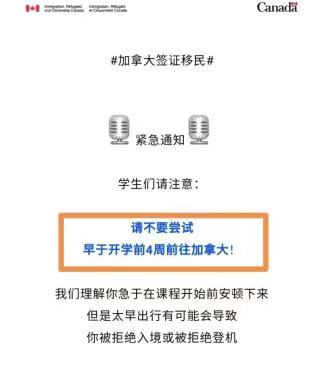 Immigration, Refugees and Citizenship Canada
Immigration, Réfugiés et Citoyenneté Canada
Canada
#加拿大签证移民#
紧急通知
学生们请注意：
请不要尝试
早于开学前4周前往加拿大！
我们理解你急于在课程开始前安顿下来
但是太早出行有可能会导致
你被拒绝入境或被拒绝登机